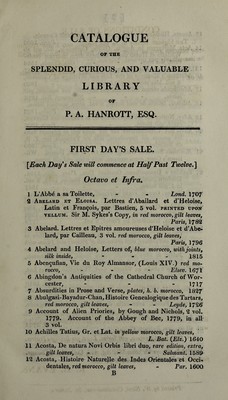 CATALOGUE
OF THE
SPLENDID, CURIOUS, AND VALUABLE
LIBRARY
OF
P. A. HANROTT, ESQ.
FIRST DAY'S SALE.
[Each Day's Sale will commence at Half Past Twelve.]
Octavo et Infra.
1 L'Abbé a sa Toilette, - - Lond. 1707
2 ABELARD ET ELOISA. Lettres d'Abailard et d'Heloise,
Latin et François, par Bastien, 3 vol. PRINTED UPON
VELLUM. Sir M. Sykes's Copy, in red morocco, gilt leaves,
Paris, 1782
3 Abelard. Lettres et Epitres amoureuses d'Heloise et d'Abe-
lard, par Cailleau, 3 vol. red morocco, gilt leaves,
Paris, 1796
4 Abelard and Heloise, Letters of, blue morocco, with joints,
silk inside, 1815
5 Abençufian, Vie du Roy Almansor, (Louis XIV.) red mo-
rocco, - - Elzev. 1671
6 Abingdon's Antiquities of the Cathedral Church of Wor-
cester, - - 1717
7 Absurdities in Prose and Verse, plates, h. b. morocco, 1827
8 Abulgasi-Bayadur-Chan, Histoire Genealogique des Tartars,
red morocco, gilt leaves, - - Leyde, 1726
9 Account of Alien Priories, by Gough and Nichols, 2 vol.
1779. Account of the Abbey of Bec, 1779, in all
3 vol.
10 Achilles Tatius, Gr. et Lat. in yellow morocco, gilt leaves,
L. Bat. (Elz.) 1640
11 Acosta, De natura Novi Orbis libri duo, rare edition, extra,
gilt leaves, - - Salmant. 1589
12 Acosta, Histoire Naturelle des Indes Orientales et Occi-
dentales, red morocco, gilt leaves, - Par. 1600
B